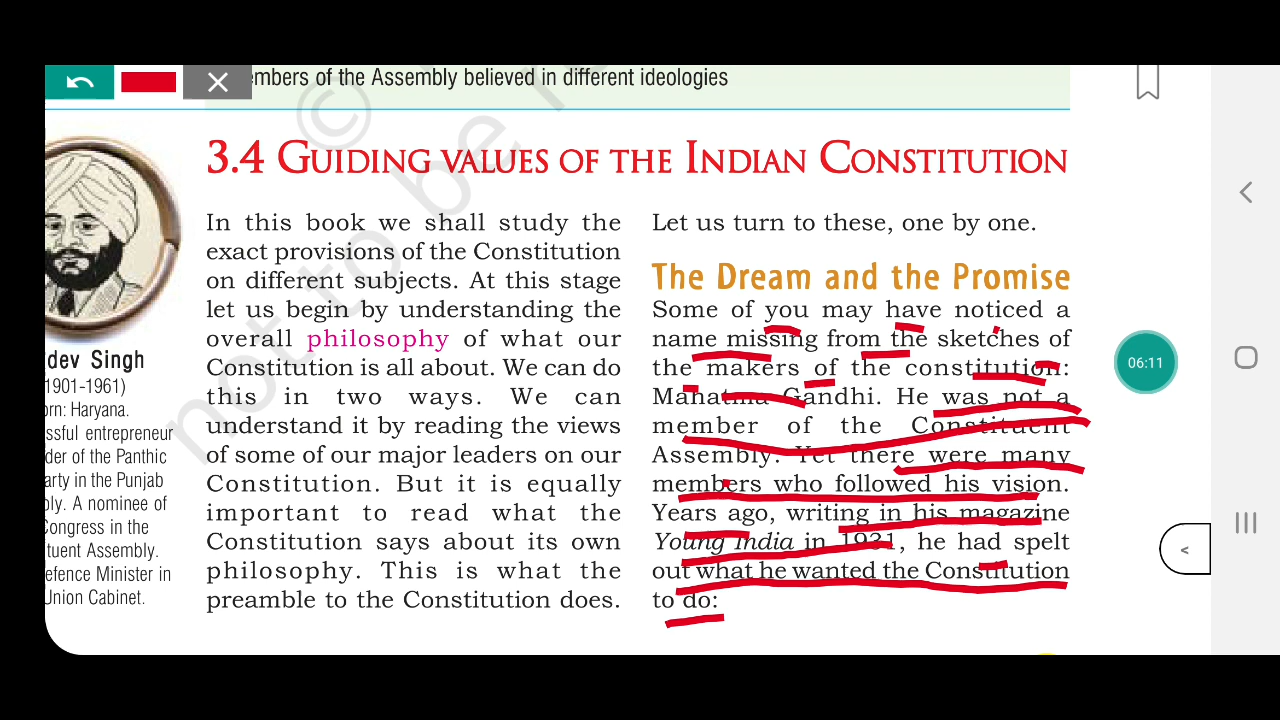 embers of the Assembly believed in different ideologies
3.4 GUIDING VALUES OF THE INDIAN CONSTITUTION
In this book we shall study the
exact provisions of the Constitution
on different subjects. At this stage
let us begin by understanding the
overall philosophy of what our
Constitution is all about. We can do
this in two ways. We can
understand it by reading the views
of some of our major leaders on our
Constitution. But it is equally
important to read what the
Constitution says about its own
philosophy. This is what the
preamble to the Constitution does.
Let us turn to these, one by one.
The Dream and the Promise
Some of you may have noticed a
name missing from the sketches of
the makers of the constitution:
Mahatma Gandhi. He was not a
member of the Constituent
Assembly. Yet there were many
members who followed his vision.
Years ago, writing in his magazine
Young India in 1931, he had spelt
out what he wanted the Constitution
to do:
dev Singh
1901-1961)
orn: Haryana.
ssful entrepreneur
der of the Panthic
arty in the Punjab
bly. A nominee of
Congress in the
tuent Assembly.
efence Minister in
Union Cabinet.
© not to be re
06:11